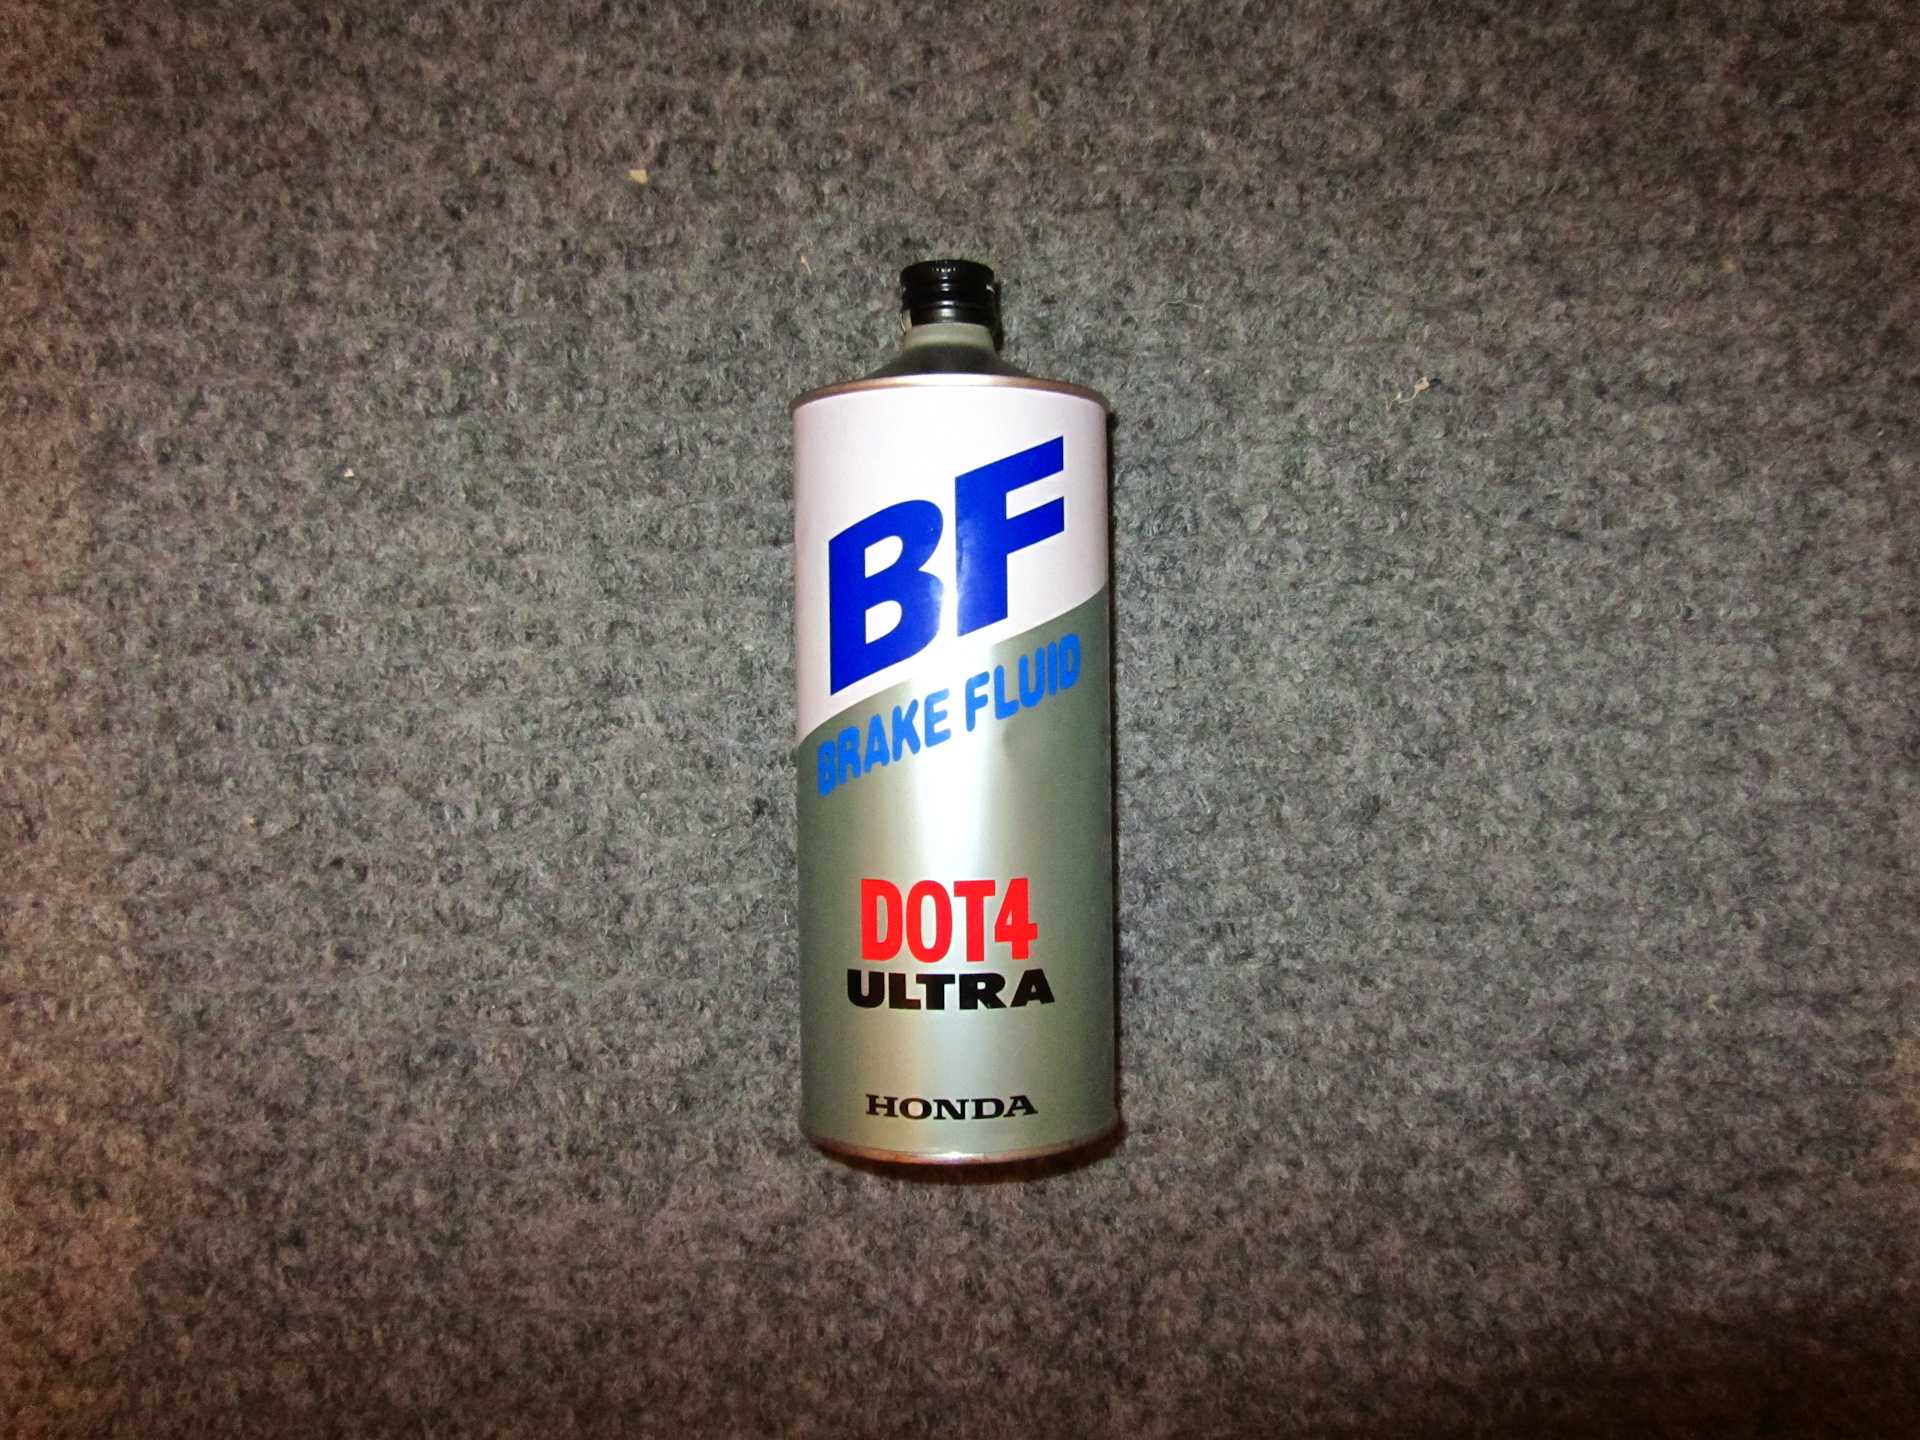 BF
BRAKE FLUID
DOT4
ULTRA
HONDA